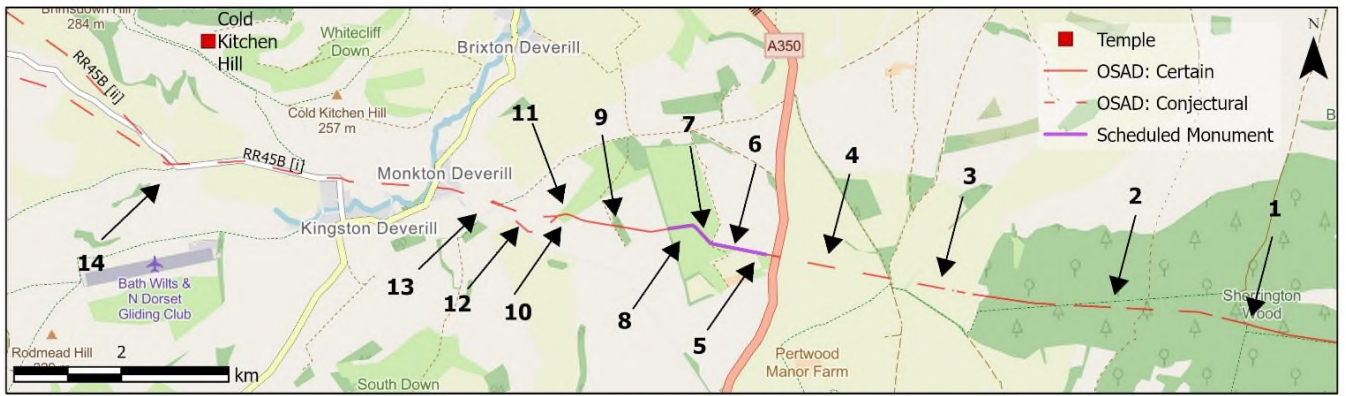 Brimsdown Hill
284 m
Cold
Kitchen
Hill
Whitecliff
Down
Brixton Deverill
A350
N
Temple
OSAD: Certain
OSAD: Conjectural
Scheduled Monument
RR45B [ii]
Cold Kitchen Hill
257 m
11
9
7
6
4
3
2
1
RR45B [i]
Monkton Deverill
Kingston Deverill
14
13
12
10
8
5
Bath Wilts &
N Dorset
Gliding Club
Sherrington
Wood
Rodmead Hill
2
km
South Down
Pertwood
Manor Farm
B